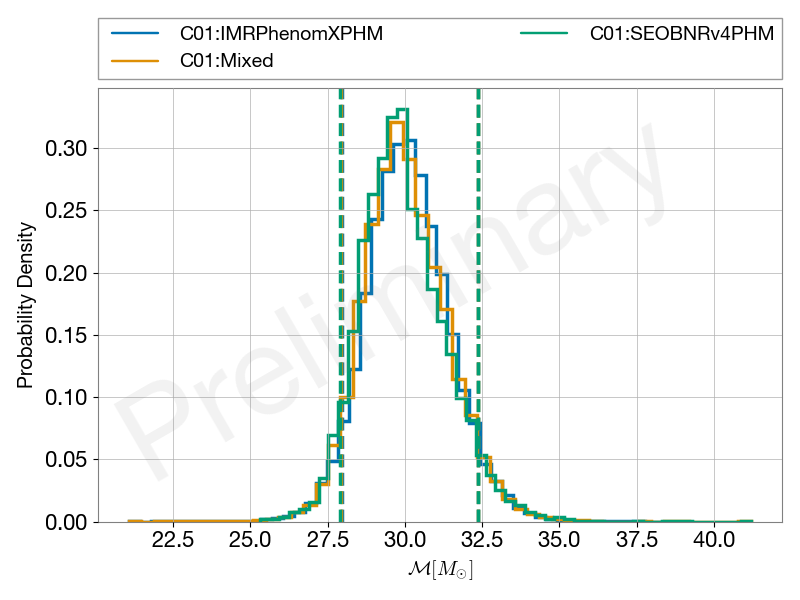 C01:IMRPhenomXPHM
C01:SEOBNRv4PHM
C01:Mixed
Preliminary
Probability Density
0.30
0.25
0.20
0.15
0.10
0.05
0.00
22.5 25.0 27.5 30.0 32.5 35.0 37.5 40.0
ℳ[M☉]